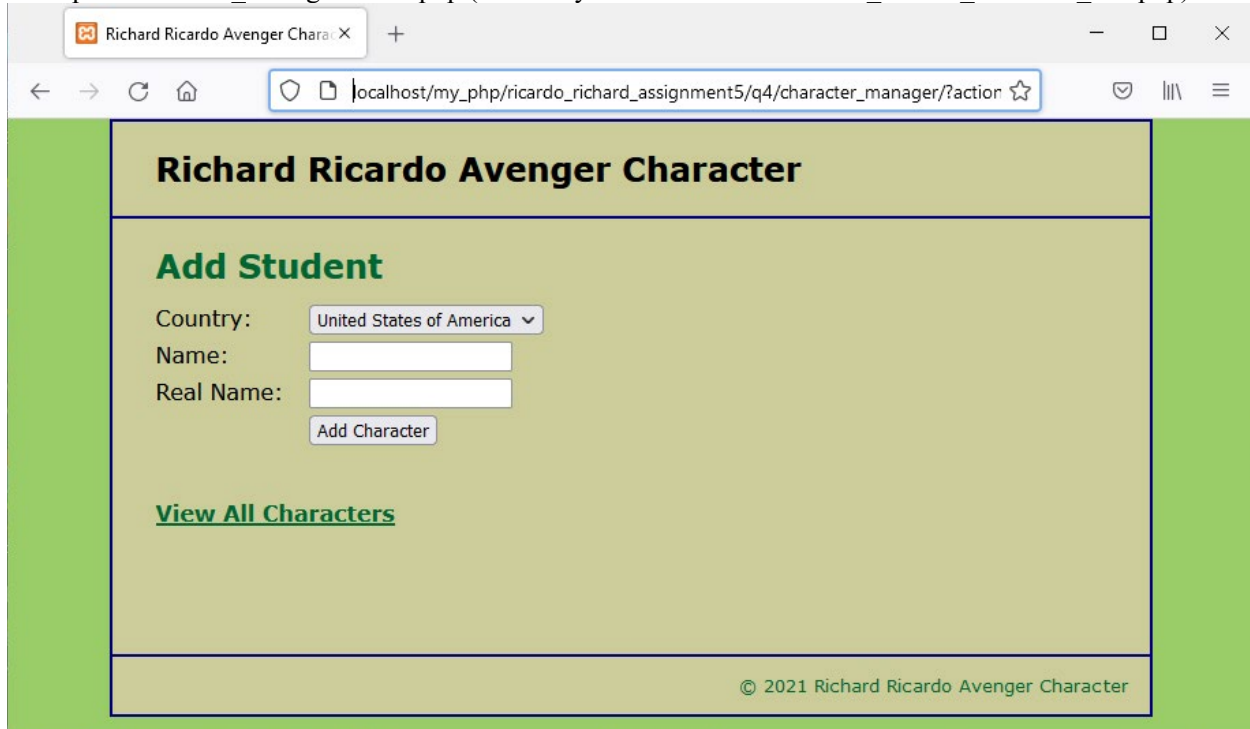 Richard Ricardo Avenger Charac
localhost/my_php/ricardo_richard_assignment5/q4/character_manager/?action
Richard Ricardo Avenger Character
Add Student
Country: United States of America
Name:
Real Name:
Add Character
View All Characters
© 2021 Richard Ricardo Avenger Character